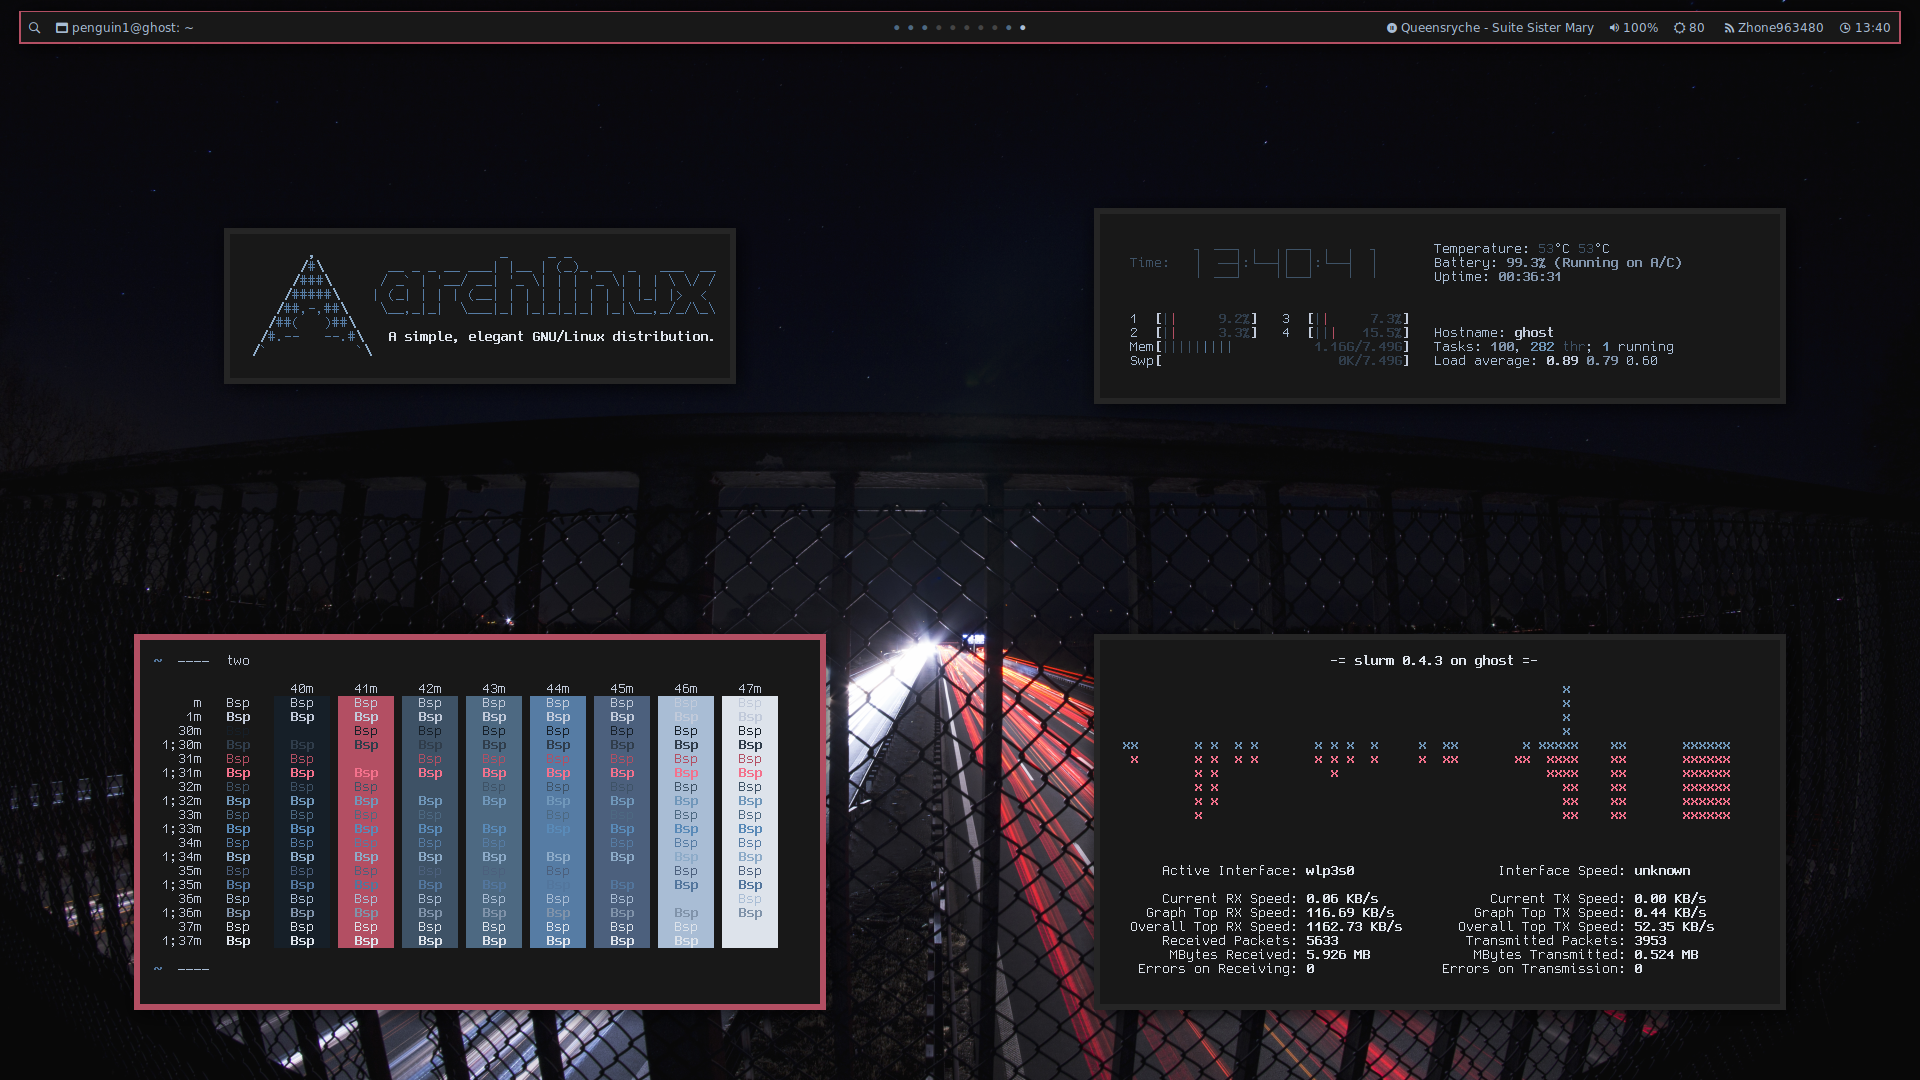 penguin1@ghost: ~
Queensryche - Suite Sister Mary 100% 80 Zhone963480 13:40
archlinux
A simple, elegant GNU/Linux distribution.
Time: 13:40:41
Temperature: 53°C 53°C
Battery: 99.3% (Running on A/C)
Uptime: 00:36:31
1 [|| 9.2%] 3 [|| 7.3%]
2 [|| 3.3%] 4 [||| 15.5%]
Mem[||||||||| 1.16G/7.49G]
Swp[ 0K/7.49G]
Hostname: ghost
Tasks: 100, 282 thr; 1 running
Load average: 0.89 0.79 0.60
~ ---- two
40m 41m 42m 43m 44m 45m 46m 47m
m Bsp Bsp Bsp Bsp Bsp Bsp Bsp Bsp Bsp
1m Bsp Bsp Bsp Bsp Bsp Bsp Bsp Bsp Bsp
30m Bsp Bsp Bsp Bsp Bsp Bsp Bsp
1;30m Bsp Bsp Bsp Bsp Bsp Bsp Bsp Bsp Bsp
31m Bsp Bsp Bsp Bsp Bsp Bsp Bsp Bsp
1;31m Bsp Bsp Bsp Bsp Bsp Bsp Bsp Bsp Bsp
32m Bsp Bsp Bsp Bsp Bsp Bsp Bsp Bsp
1;32m Bsp Bsp Bsp Bsp Bsp Bsp Bsp Bsp Bsp
33m Bsp Bsp Bsp Bsp Bsp Bsp Bsp Bsp
1;33m Bsp Bsp Bsp Bsp Bsp Bsp Bsp Bsp Bsp
34m Bsp Bsp Bsp Bsp Bsp Bsp Bsp Bsp
1;34m Bsp Bsp Bsp Bsp Bsp Bsp Bsp Bsp Bsp
35m Bsp Bsp Bsp Bsp Bsp Bsp Bsp
1;35m Bsp Bsp Bsp Bsp Bsp Bsp Bsp Bsp Bsp
36m Bsp Bsp Bsp Bsp Bsp Bsp Bsp Bsp
1;36m Bsp Bsp Bsp Bsp Bsp Bsp Bsp Bsp Bsp
37m Bsp Bsp Bsp Bsp Bsp Bsp Bsp Bsp
1;37m Bsp Bsp Bsp Bsp Bsp Bsp Bsp Bsp
~ ----
-= slurm 0.4.3 on ghost =-
Active Interface: wlp3s0 Interface Speed: unknown
Current RX Speed: 0.06 KB/s Current TX Speed: 0.00 KB/s
Graph Top RX Speed: 116.69 KB/s Graph Top TX Speed: 0.44 KB/s
Overall Top RX Speed: 1162.73 KB/s Overall Top TX Speed: 52.35 KB/s
Received Packets: 5633 Transmitted Packets: 3953
MBytes Received: 5.926 MB MBytes Transmitted: 0.524 MB
Errors on Receiving: 0 Errors on Transmission: 0